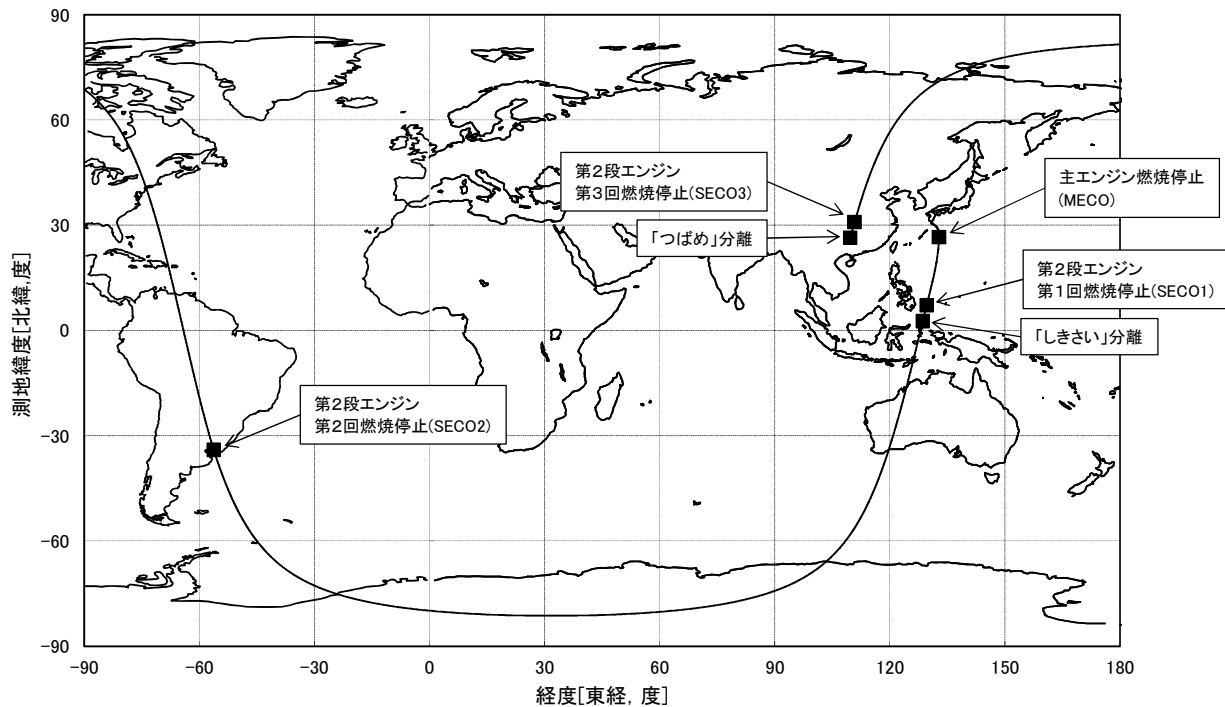 90
60
30
0
−30
−60
−90
測地緯度[北緯,度]
第2段エンジン
第3回燃焼停止(SECO3)
「つばめ」分離
主エンジン燃焼停止
(MECO)
第2段エンジン
第1回燃焼停止(SECO1)
「しきさい」分離
第2段エンジン
第2回燃焼停止(SECO2)
−90
−60
−30
0
30
60
90
120
150
180
経度[東経, 度]